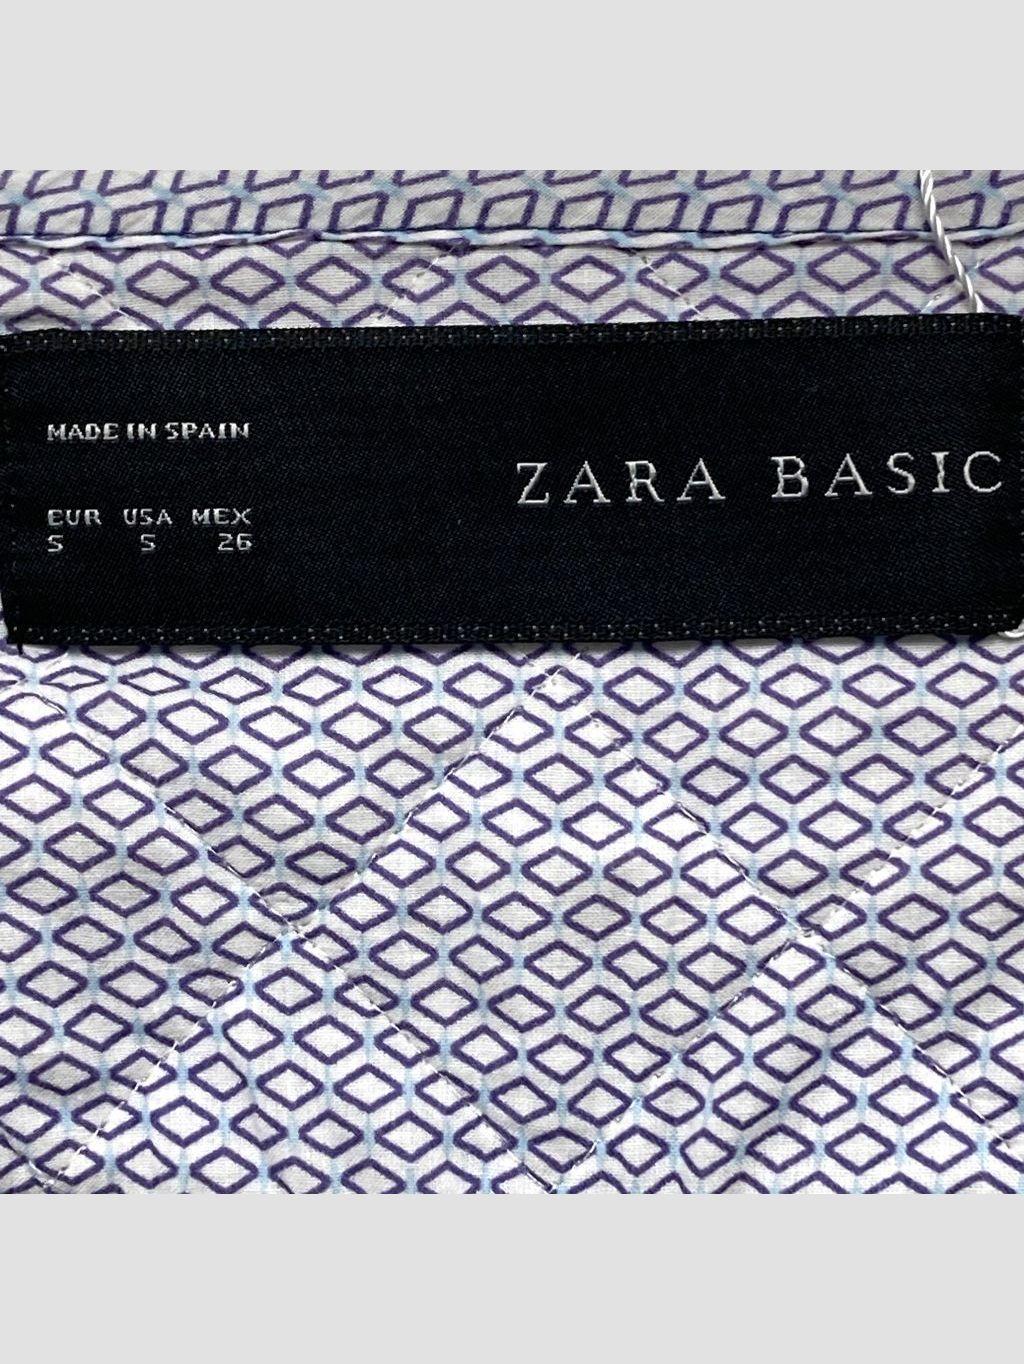 MADE IN SPAIN
EUR USA MEX
S S 26
ZARA BASIC